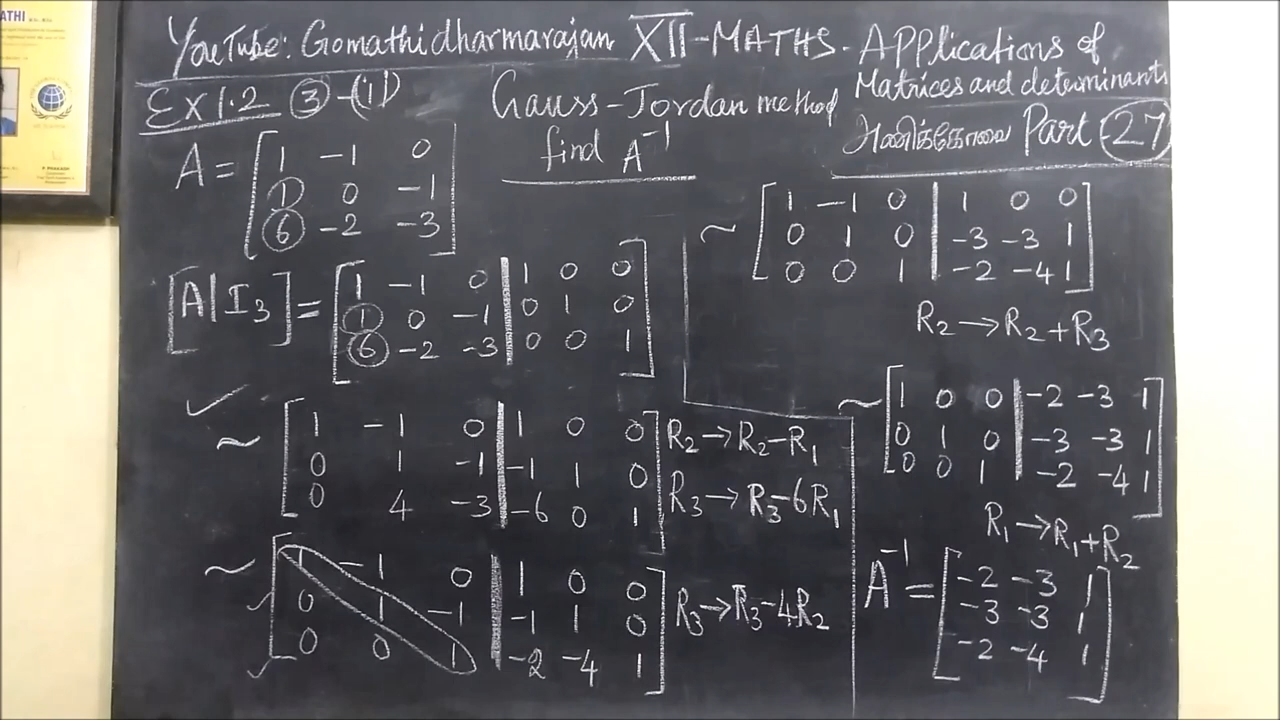 YouTube: Gomathidharmarajan XII-MATHS- Applications of
Matrices and determinants
அணிக்கோவை Part 27
Ex 1.2 ③-(ii)
Gauss-Jordan method
find A⁻¹
A = [1 -1 0
1 0 -1
6 -2 -3]
[A|I₃] = [1 -1 0 | 1 0 0
1 0 -1 | 0 1 0
6 -2 -3 | 0 0 1]
~ [1 -1 0 | 1 0 0 R₂→R₂-R₁
0 1 -1 | -1 1 0
0 4 -3 | -6 0 1] R₃→R₃-6R₁
~ [1 -1 0 | 1 0 0
0 1 -1 | -1 1 0 R₃→R₃-4R₂
0 0 1 | -2 -4 1]
~ [1 -1 0 | 1 0 0
0 1 0 | -3 -3 1
0 0 1 | -2 -4 1]
R₂→R₂+R₃
~ [1 0 0 | -2 -3 1
0 1 0 | -3 -3 1
0 0 1 | -2 -4 1]
R₁→R₁+R₂
A⁻¹ = [-2 -3 1
-3 -3 1
-2 -4 1]